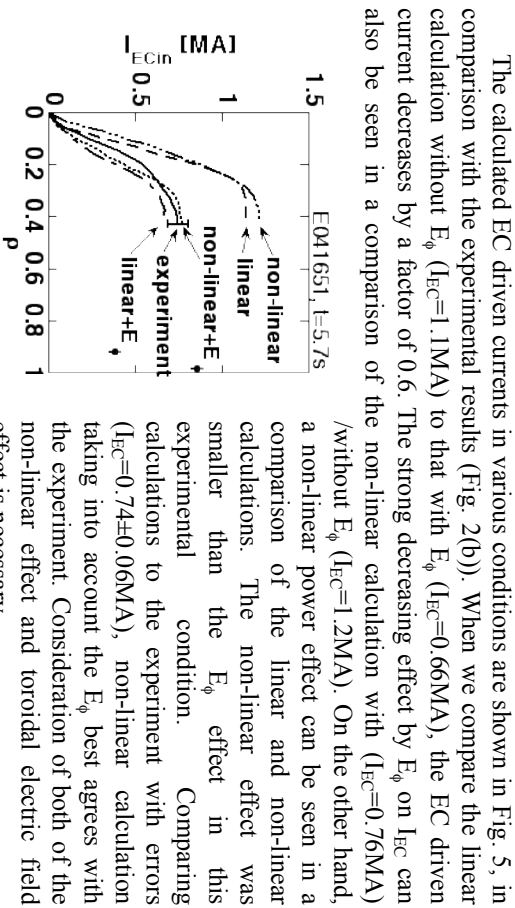 The calculated EC driven currents in various conditions are shown in Fig. 5, in
comparison with the experimental results (Fig. 2(b)). When we compare the linear
calculation without Eϕ (IEC=1.1MA) to that with Eϕ (IEC=0.66MA), the EC driven
current decreases by a factor of 0.6. The strong decreasing effect by Eϕ on IEC can
also be seen in a comparison of the non-linear calculation with (IEC=0.76MA)
/without Eϕ (IEC=1.2MA). On the other hand,
a non-linear power effect can be seen in a
comparison of the linear and non-linear
calculations. The non-linear effect was
smaller than the Eϕ effect in this
experimental condition. Comparing
calculations to the experiment with errors
(IEC=0.74±0.06MA), non-linear calculation
taking into account the Eϕ best agrees with
the experiment. Consideration of both of the
non-linear effect and toroidal electric field
effect is necessary
E041651, t=5.7s
IECin [MA]
1.5
1
0.5
0
non-linear
linear
non-linear+Eϕ
experiment
linear+Eϕ
0 0.2 0.4 0.6 0.8 1
ρ